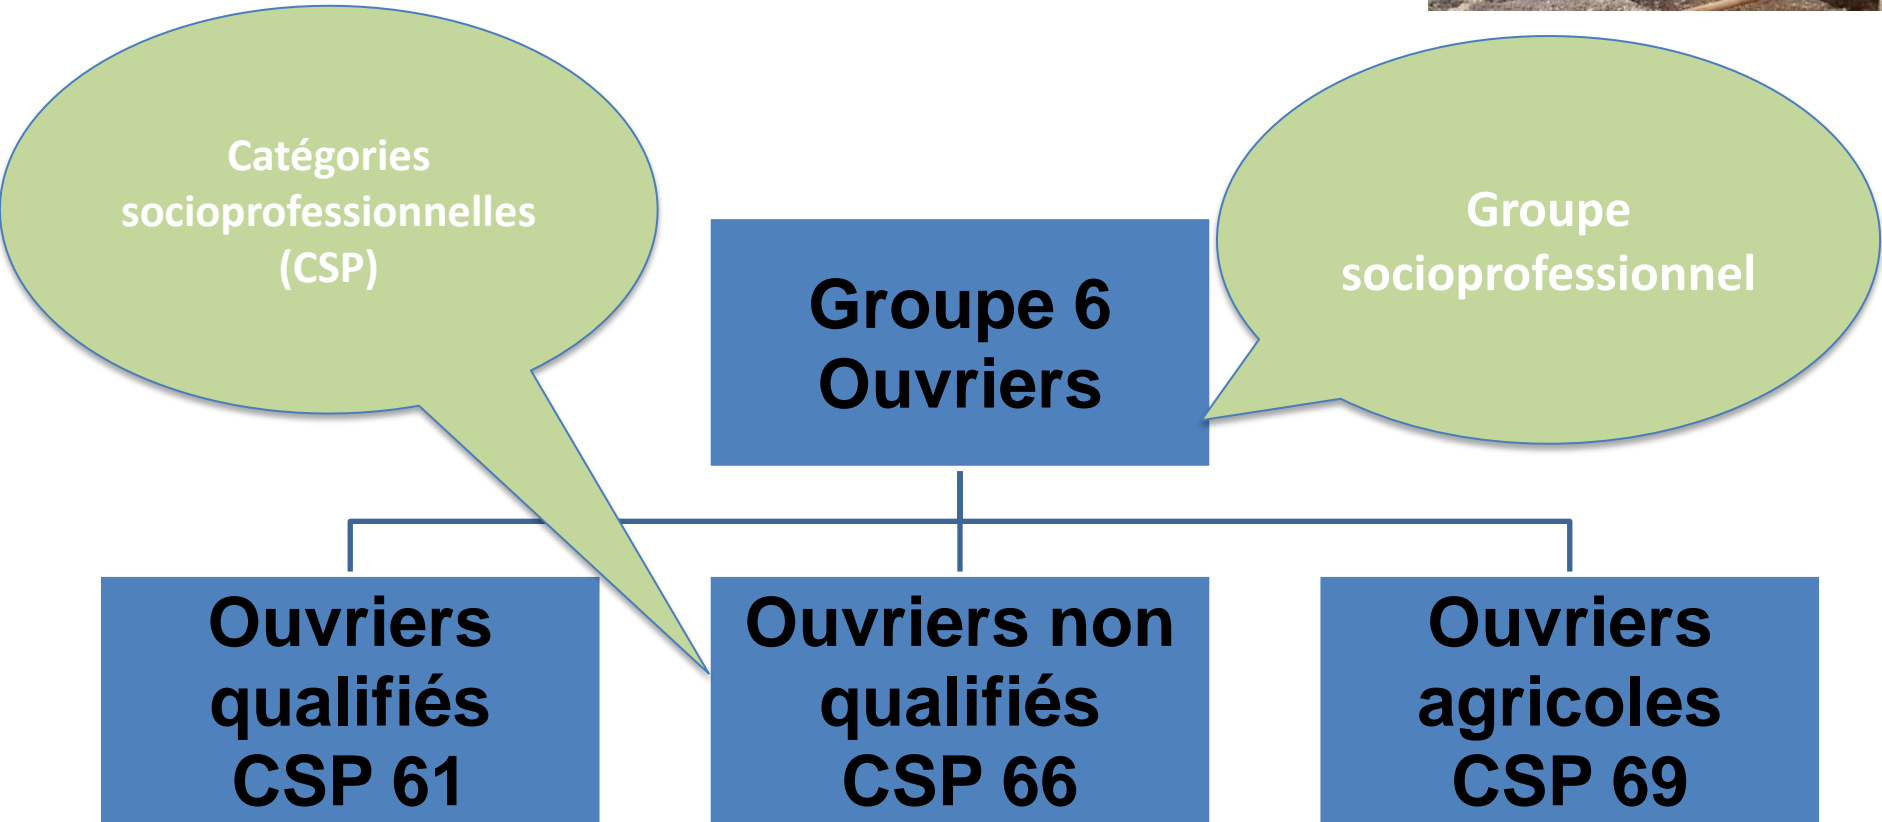 Catégories
socioprofessionnelles
(CSP)
Groupe
socioprofessionnel
Groupe 6
Ouvriers
Ouvriers
qualifiés
CSP 61
Ouvriers non
qualifiés
CSP 66
Ouvriers
agricoles
CSP 69